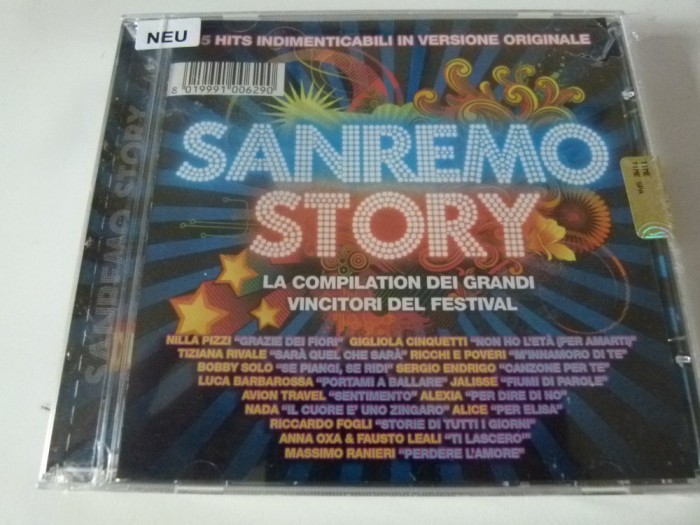 NEU
5 HITS INDIMENTICABILI IN VERSIONE ORIGINALE
8 019991 006290
SANREMO
STORY
LA COMPILATION DEI GRANDI
VINCITORI DEL FESTIVAL
NILLA PIZZI "GRAZIE DEI FIORI" GIGLIOLA CINQUETTI "NON HO L'ETÀ (PER AMARTI)"
TIZIANA RIVALE "SARÀ QUEL CHE SARÀ" RICCHI E POVERI "M'INNAMORO DI TE"
BOBBY SOLO "SE PIANGI, SE RIDI" SERGIO ENDRIGO "CANZONE PER TE"
LUCA BARBAROSSA "PORTAMI A BALLARE" JALISSE "FIUMI DI PAROLE"
AVION TRAVEL "SENTIMENTO" ALEXIA "PER DIRE DI NO"
NADA "IL CUORE E' UNO ZINGARO" ALICE "PER ELISA"
RICCARDO FOGLI "STORIE DI TUTTI I GIORNI"
ANNA OXA & FAUSTO LEALI "TI LASCERO'"
MASSIMO RANIERI "PERDERE L'AMORE"
SANREMO STORY
TIME
TIME